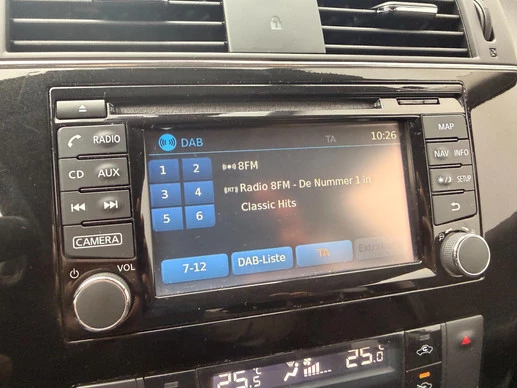 RADIO
CD AUX
CAMERA
VOL
MAP
NAV INFO
SETUP
DAB
TA
10:26
1 2
3 4
5 6
8FM
Radio 8FM - De Nummer 1 in
Classic Hits
7-12
DAB-Liste
TA
25.5 °C
25.0 °C